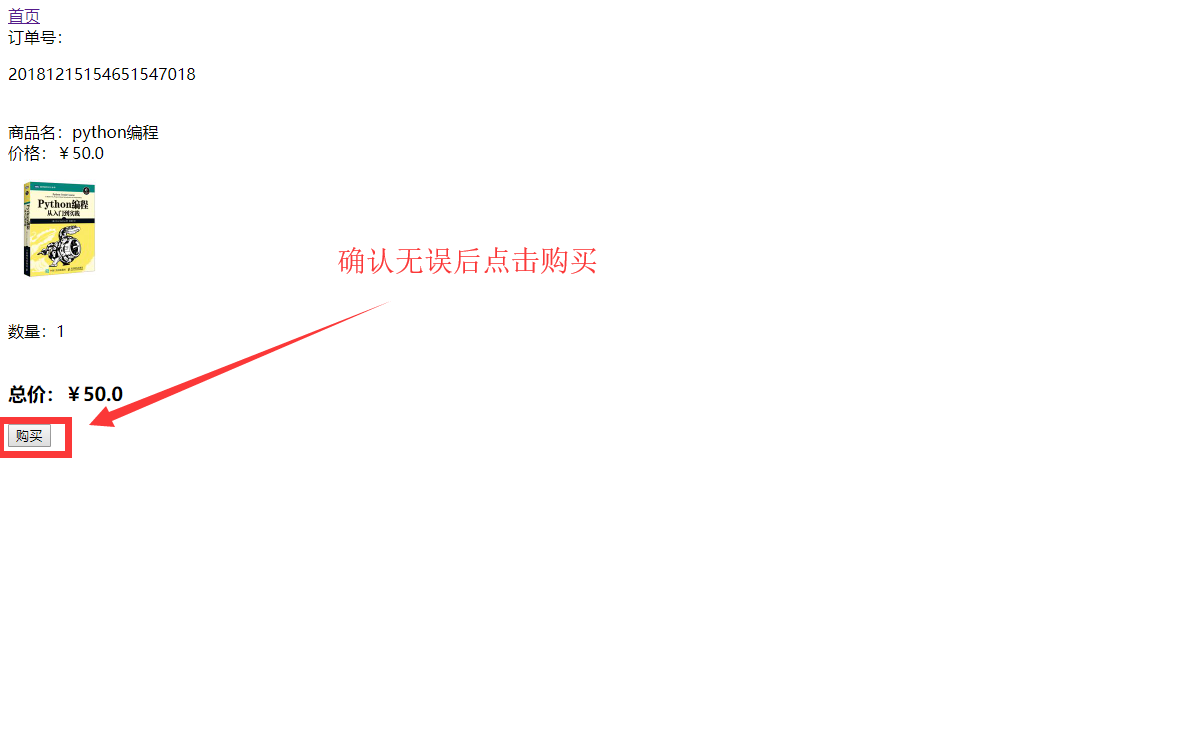 首页
订单号：
20181215154651547018
商品名：python编程
价格：￥50.0
Python编程
从入门到实践
确认无误后点击购买
数量：1
总价：￥50.0
购买